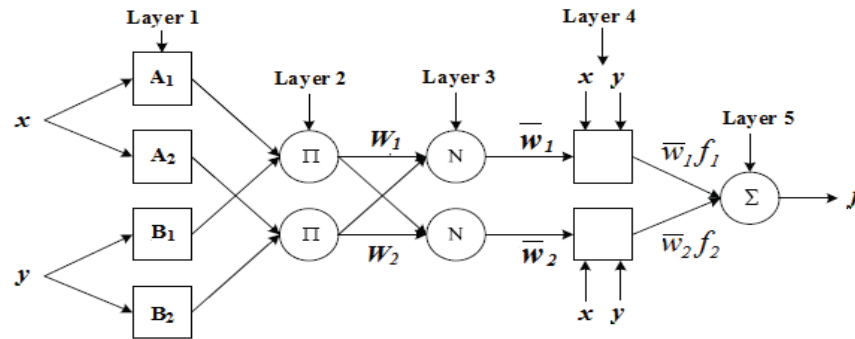 Layer 1
Layer 2
Layer 3
Layer 4
Layer 5
x
y
A₁
A₂
B₁
B₂
Π
Π
W₁
W₂
N
N
w̅₁
w̅₂
x y
x y
w̅₁f₁
w̅₂f₂
Σ